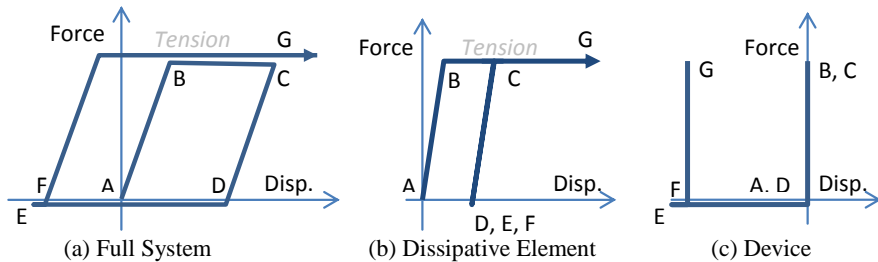 Force
Tension
G
B
C
F
A
D
Disp.
E
(a) Full System
Force
Tension
G
B
C
A
Disp.
D, E, F
(b) Dissipative Element
Force
G
B, C
F
A. D
Disp.
E
(c) Device